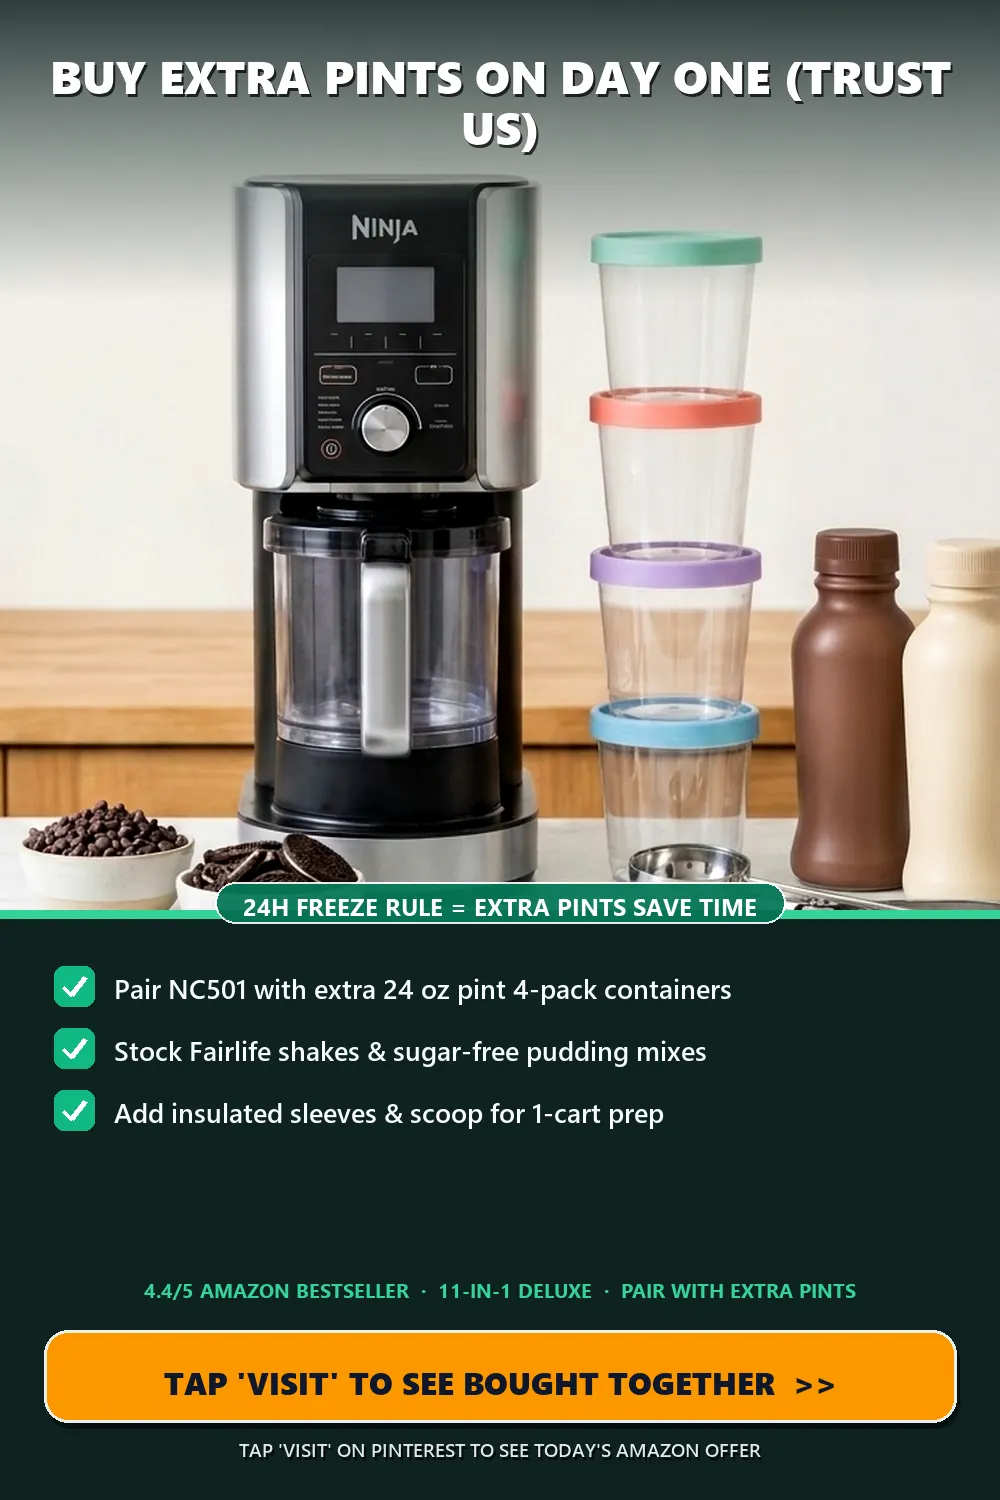 BUY EXTRA PINTS ON DAY ONE (TRUST
US)
NINJA
24H FREEZE RULE = EXTRA PINTS SAVE TIME
Pair NC501 with extra 24 oz pint 4-pack containers
Stock Fairlife shakes & sugar-free pudding mixes
Add insulated sleeves & scoop for 1-cart prep
4.4/5 AMAZON BESTSELLER · 11-IN-1 DELUXE · PAIR WITH EXTRA PINTS
TAP 'VISIT' TO SEE BOUGHT TOGETHER >>
TAP 'VISIT' ON PINTEREST TO SEE TODAY'S AMAZON OFFER